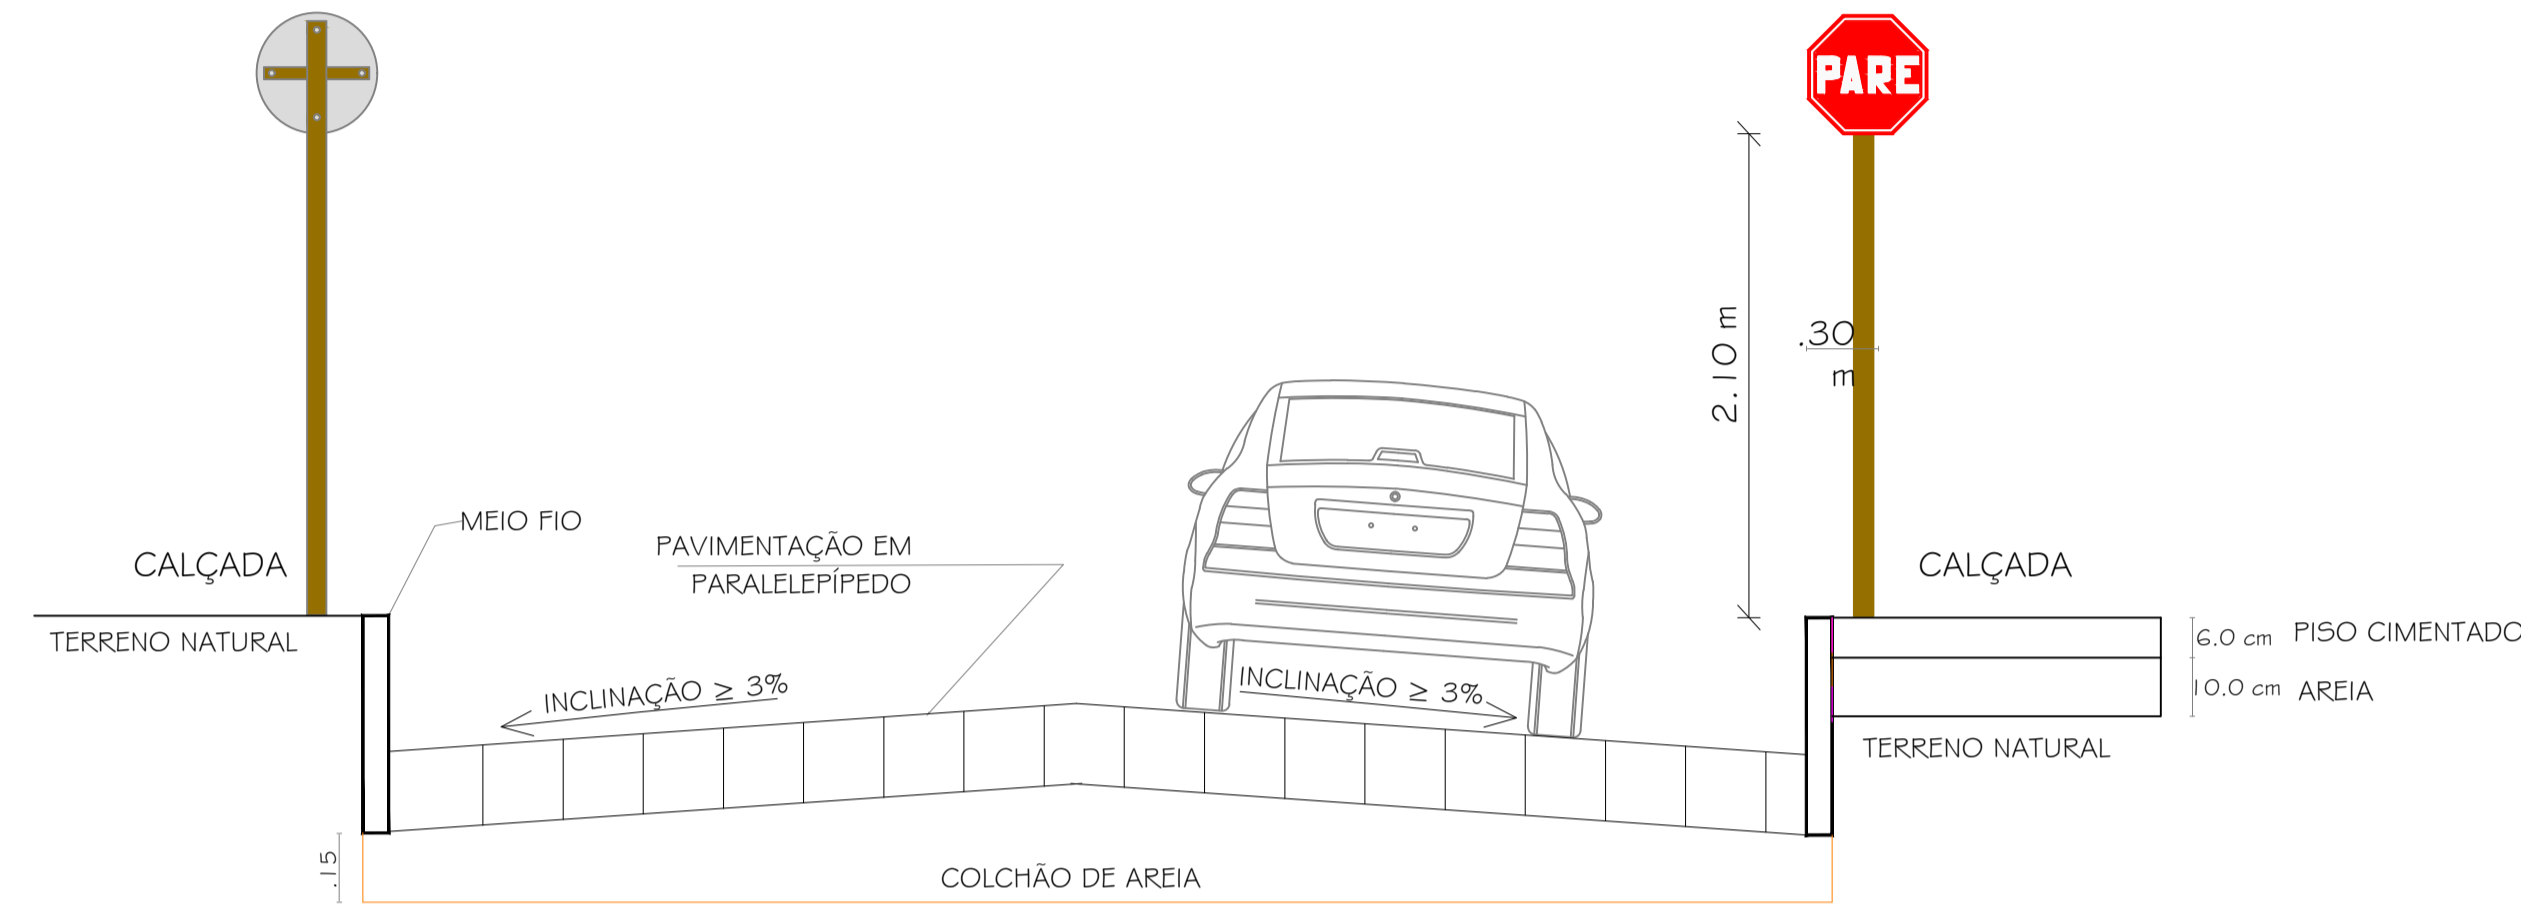 PARE
2.10 m
.30
m
MEIO FIO
PAVIMENTAÇÃO EM
PARALELEPÍPEDO
CALÇADA
CALÇADA
TERRENO NATURAL
6.0 cm PISO CIMENTADO
INCLINAÇÃO ≥ 3%
INCLINAÇÃO ≥ 3%
10.0 cm AREIA
TERRENO NATURAL
.15
COLCHÃO DE AREIA